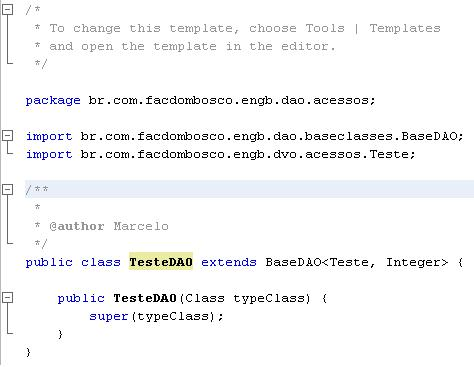 /*
 * To change this template, choose Tools | Templates
 * and open the template in the editor.
 */
package br.com.facdombosco.engb.dao.acessos;
import br.com.facdombosco.engb.dao.baseclasses.BaseDAO;
import br.com.facdombosco.engb.dvo.acessos.Teste;
/**
 *
 * @author Marcelo
 */
public class TesteDAO extends BaseDAO<Teste, Integer> {
    public TesteDAO(Class typeClass) {
        super(typeClass);
    }
}